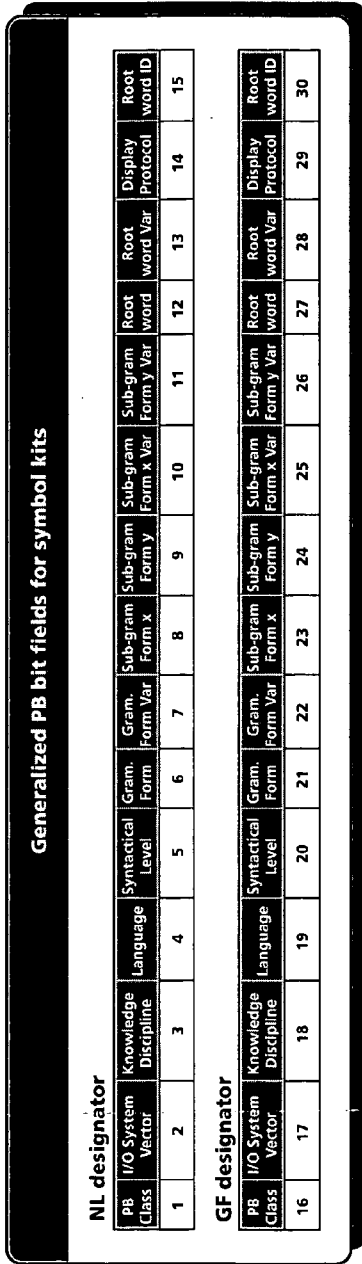 Generalized PB bit fields for symbol kits
NL designator
PB Class | I/O System Vector | Knowledge Discipline | Language | Syntactical Level | Gram. Form | Gram. Form Var | Sub-gram Form x | Sub-gram Form y | Sub-gram Form x Var | Sub-gram Form y Var | Root word | Root word Var | Display Protocol | Root word ID
1 | 2 | 3 | 4 | 5 | 6 | 7 | 8 | 9 | 10 | 11 | 12 | 13 | 14 | 15
GF designator
PB Class | I/O System Vector | Knowledge Discipline | Language | Syntactical Level | Gram. Form | Gram. Form Var | Sub-gram Form x | Sub-gram Form y | Sub-gram Form x Var | Sub-gram Form y Var | Root word | Root word Var | Display Protocol | Root word ID
16 | 17 | 18 | 19 | 20 | 21 | 22 | 23 | 24 | 25 | 26 | 27 | 28 | 29 | 30